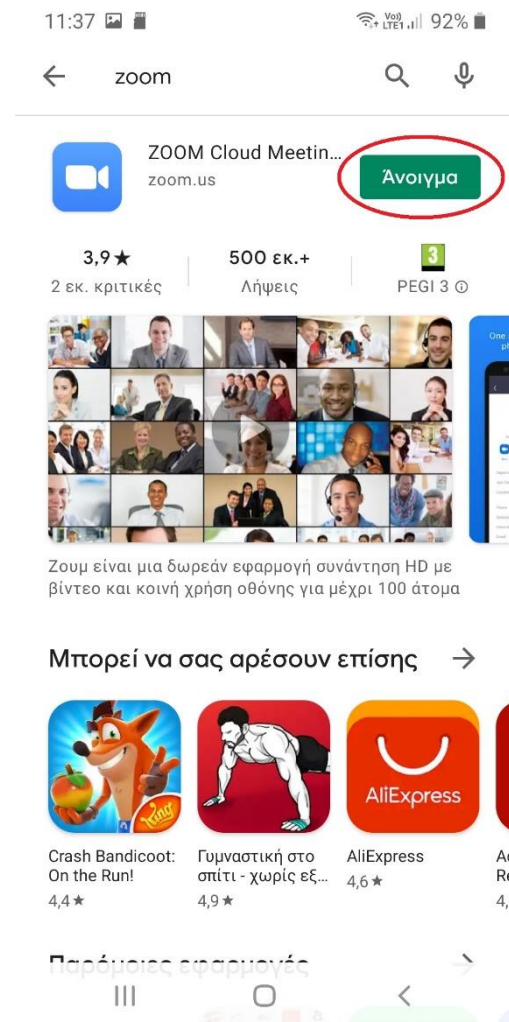 11:37 92%
zoom
ZOOM Cloud Meetin...
zoom.us
Άνοιγμα
3,9★ 500 εκ.+ 3
2 εκ. κριτικές Λήψεις PEGI 3
One
Ζουμ είναι μια δωρεάν εφαρμογή συνάντηση HD με
βίντεο και κοινή χρήση οθόνης για μέχρι 100 άτομα
Μπορεί να σας αρέσουν επίσης
King
AliExpress
Crash Bandicoot: Γυμναστική στο AliExpress
On the Run! σπίτι - χωρίς εξ...
4,4★ 4,9★ 4,6★
Παρόμοιες εφαρμογές